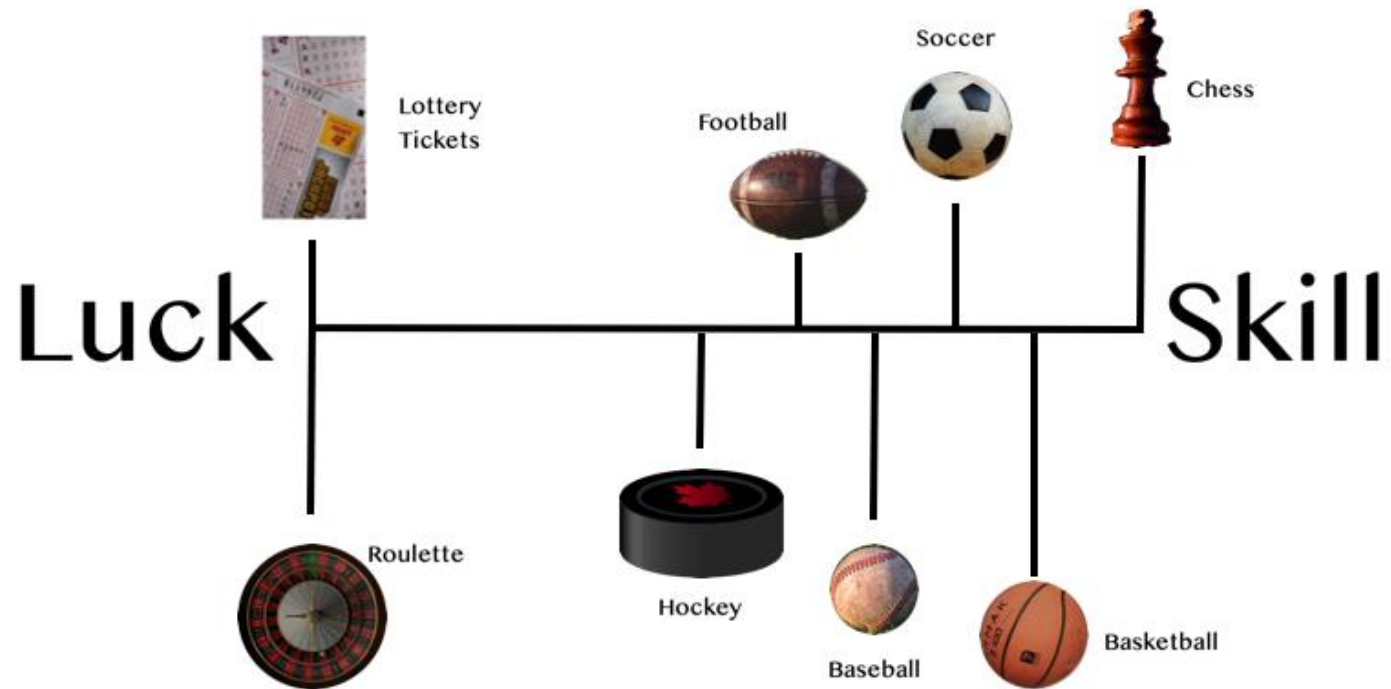 Soccer
Chess
Lottery
Tickets
Football
Luck
Skill
Roulette
Hockey
Basketball
Baseball